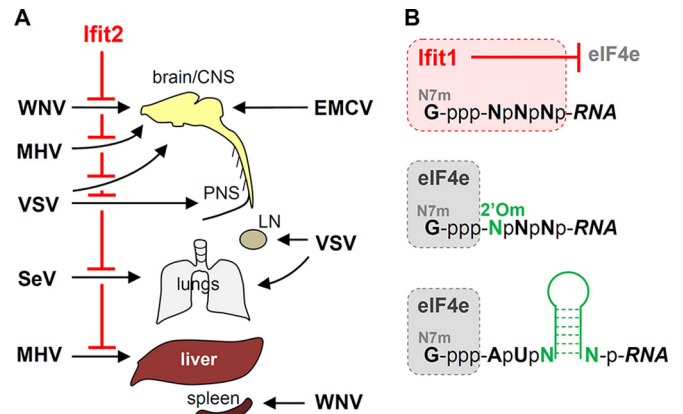 A
Ifit2
brain/CNS
WNV
EMCV
MHV
VSV
PNS
LN
VSV
SeV
lungs
MHV
liver
spleen
WNV
B
Ifit1
eIF4e
N7m
G-ppp-NpNpNp-RNA
eIF4e
N7m
2'Om
G-ppp-NpNpNp-RNA
eIF4e
N7m
G-ppp-ApUpN N-p-RNA